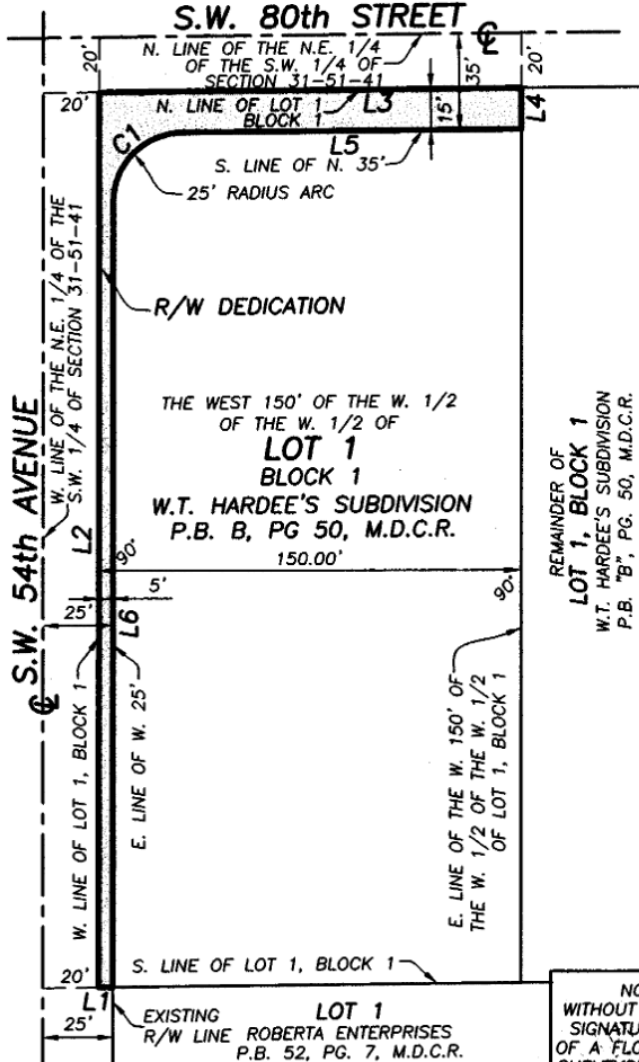 S.W. 80th STREET
℄
N. LINE OF THE N.E. 1/4
OF THE S.W. 1/4 OF
SECTION 31-51-41
20'
20'
35'
20'
N. LINE OF LOT 1
BLOCK 1
L3
15'
L4
C1
L5
S. LINE OF N. 35'
25' RADIUS ARC
W. LINE OF THE N.E. 1/4 OF THE
S.W. 1/4 OF SECTION 31-51-41
R/W DEDICATION
THE WEST 150' OF THE W. 1/2
OF THE W. 1/2 OF
LOT 1
BLOCK 1
W.T. HARDEE'S SUBDIVISION
P.B. B, PG 50, M.D.C.R.
REMAINDER OF
LOT 1, BLOCK 1
W.T. HARDEE'S SUBDIVISION
P.B. "B", PG. 50, M.D.C.R.
℄ S.W. 54th AVENUE
L2
90°
150.00'
90°
5'
25'
L6
W. LINE OF LOT 1, BLOCK 1
E. LINE OF W. 25'
E. LINE OF THE W. 150' OF
THE W. 1/2 OF THE W. 1/2
OF LOT 1, BLOCK 1
20'
S. LINE OF LOT 1, BLOCK 1
L1
25'
EXISTING
R/W LINE
LOT 1
ROBERTA ENTERPRISES
P.B. 52, PG. 7, M.D.C.R.
WITHOUT
OF A FLO